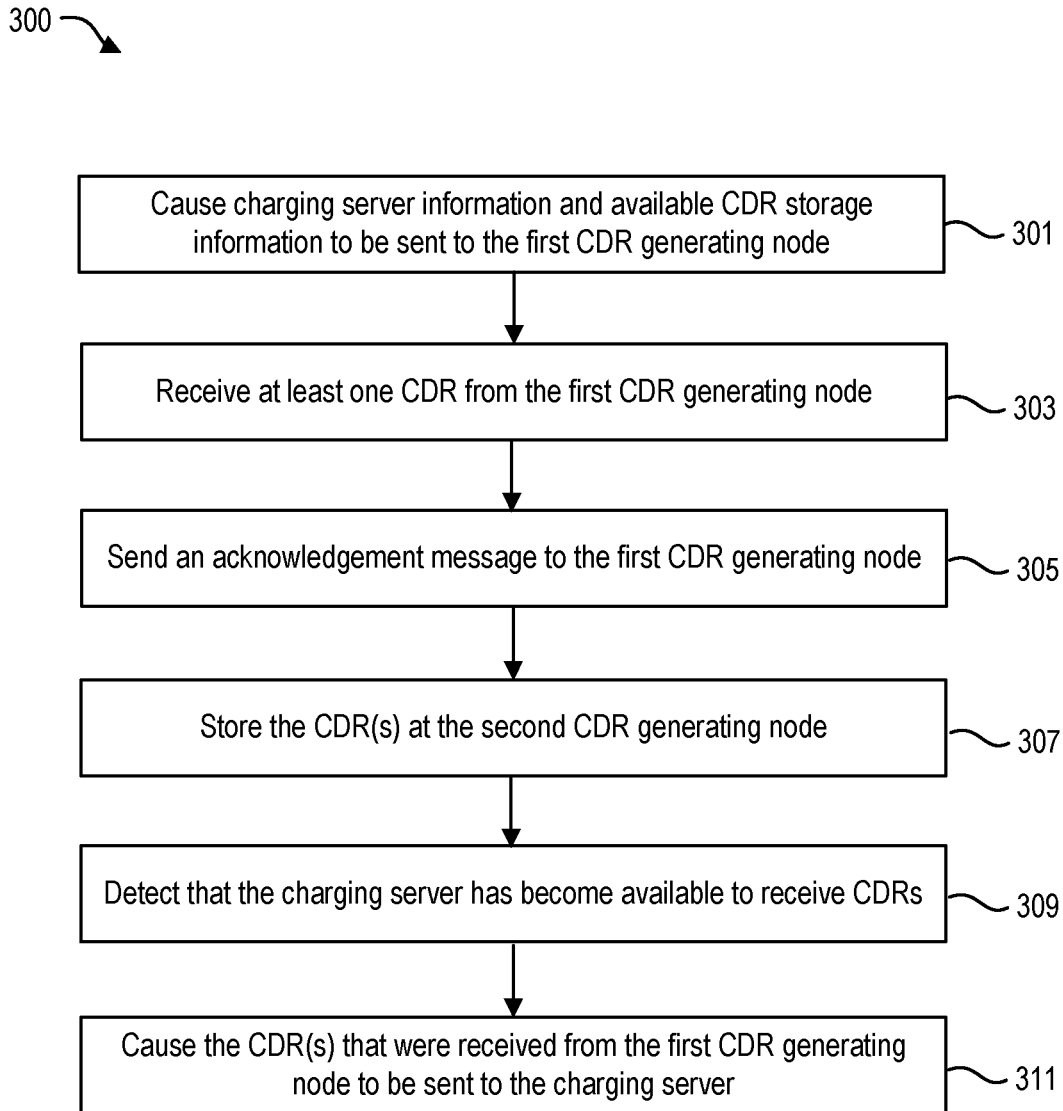 300
Cause charging server information and available CDR storage
information to be sent to the first CDR generating node
301
Receive at least one CDR from the first CDR generating node
303
Send an acknowledgement message to the first CDR generating node
305
Store the CDR(s) at the second CDR generating node
307
Detect that the charging server has become available to receive CDRs
309
Cause the CDR(s) that were received from the first CDR generating
node to be sent to the charging server
311